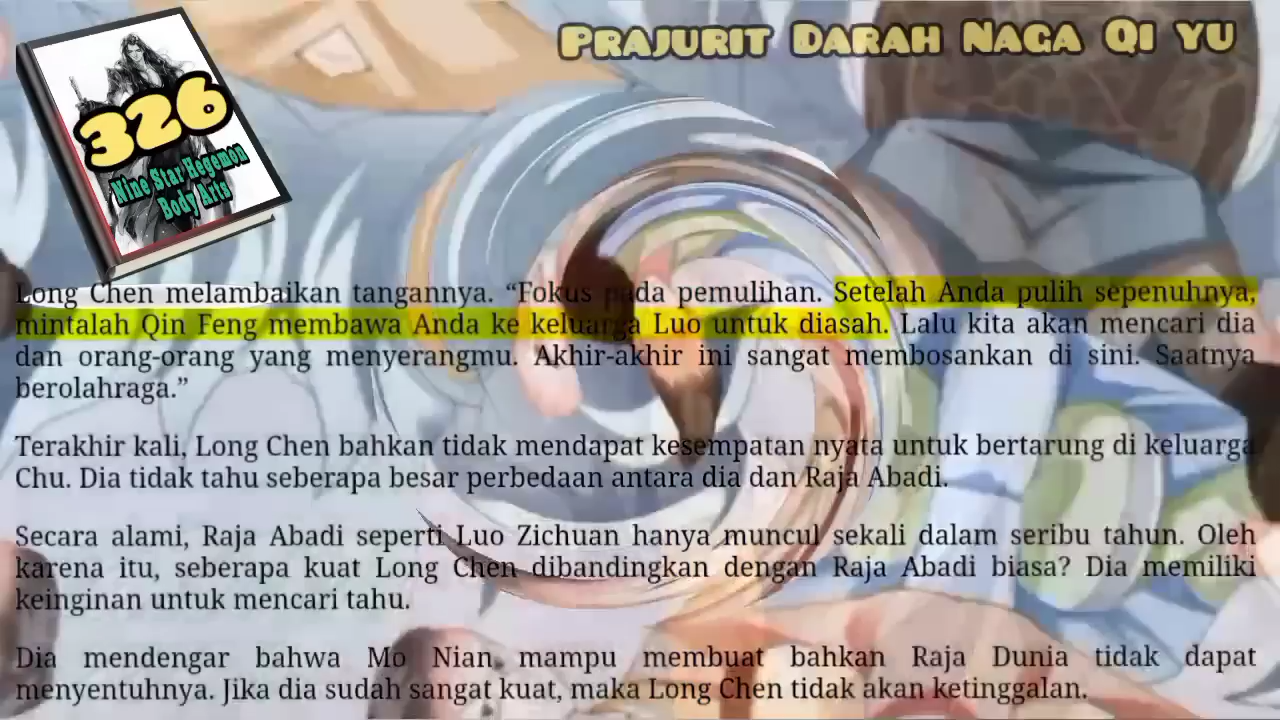 PRAJURIT DARAH NAGA QI YU
326
Nine Star Hegemon
Body Arts
Long Chen melambaikan tangannya. “Fokus pada pemulihan. Setelah Anda pulih sepenuhnya,
mintalah Qin Feng membawa Anda ke keluarga Luo untuk diasah. Lalu kita akan mencari dia
dan orang-orang yang menyerangmu. Akhir-akhir ini sangat membosankan di sini. Saatnya
berolahraga.”
Terakhir kali, Long Chen bahkan tidak mendapat kesempatan nyata untuk bertarung di keluarga
Chu. Dia tidak tahu seberapa besar perbedaan antara dia dan Raja Abadi.
Secara alami, Raja Abadi seperti Luo Zichuan hanya muncul sekali dalam seribu tahun. Oleh
karena itu, seberapa kuat Long Chen dibandingkan dengan Raja Abadi biasa? Dia memiliki
keinginan untuk mencari tahu.
Dia mendengar bahwa Mo Nian mampu membuat bahkan Raja Dunia tidak dapat
menyentuhnya. Jika dia sudah sangat kuat, maka Long Chen tidak akan ketinggalan.